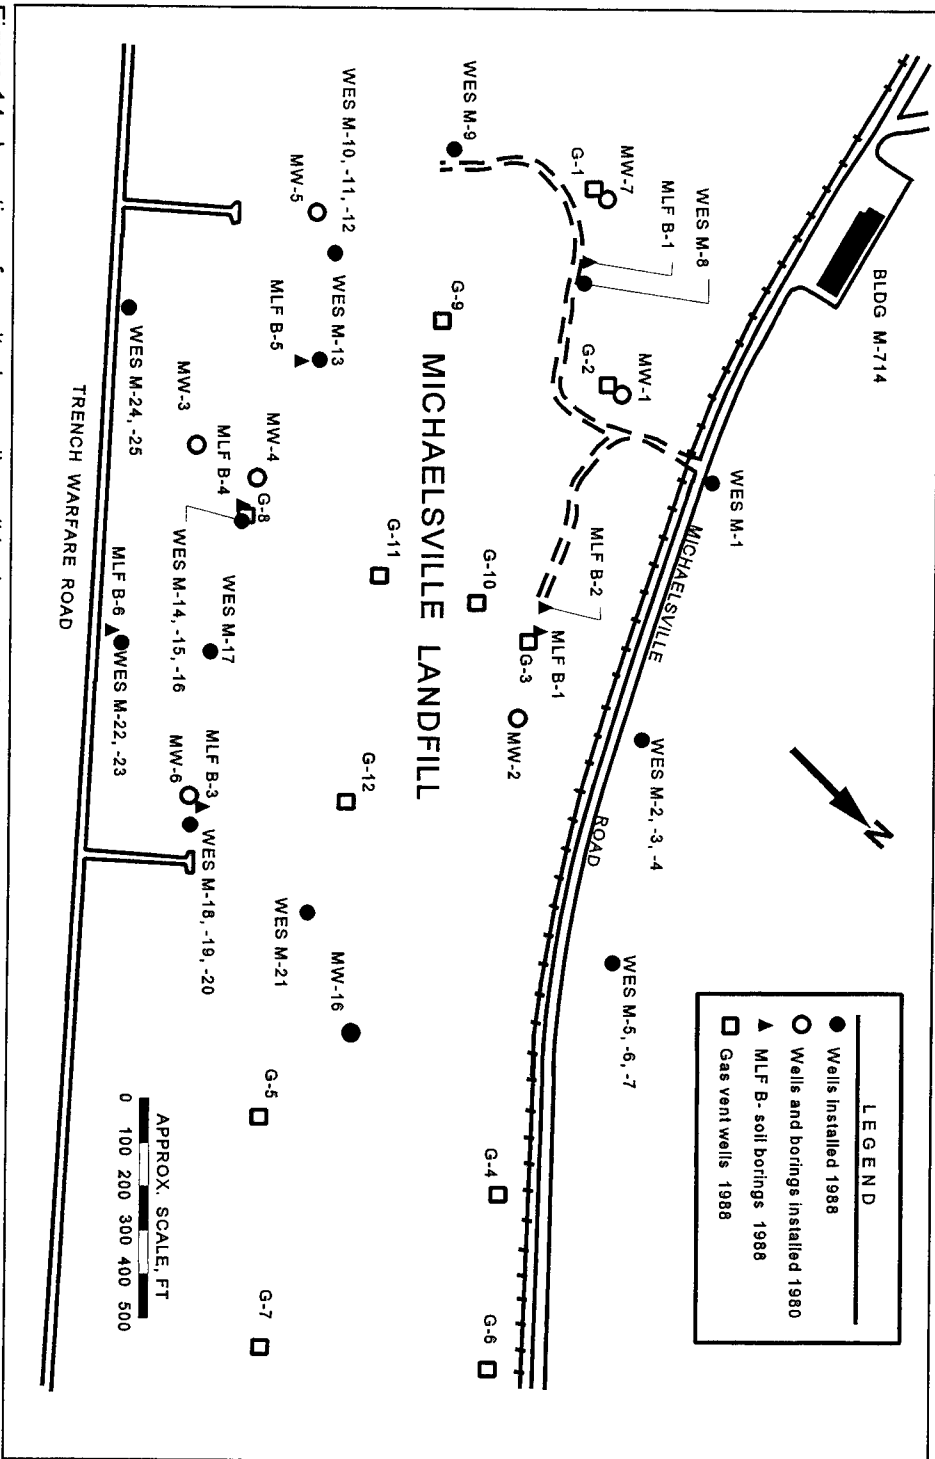 BLDG M-714
WES M-1
MICHAELSVILLE
ROAD
WES M-2, -3, -4
WES M-5, -6, -7
N
LEGEND
Wells installed 1988
Wells and borings installed 1980
MLF B- soil borings 1988
Gas vent wells 1988
WES M-8
MLF B-1
MW-7
G-1
WES M-9
MW-1
G-2
MLF B-2
MLF B-1
G-3
MW-2
G-4
G-6
G-9
MICHAELSVILLE LANDFILL
G-10
G-11
G-12
WES M-10, -11, -12
MW-5
WES M-13
MLF B-5
MW-4
G-8
MLF B-4
MW-3
WES M-14, -15, -16
WES M-17
MLF B-3
MW-6
WES M-18, -19, -20
WES M-21
MW-16
G-5
G-7
WES M-24, -25
MLF B-6
WES M-22, -23
TRENCH WARFARE ROAD
APPROX. SCALE, FT
0 100 200 300 400 500